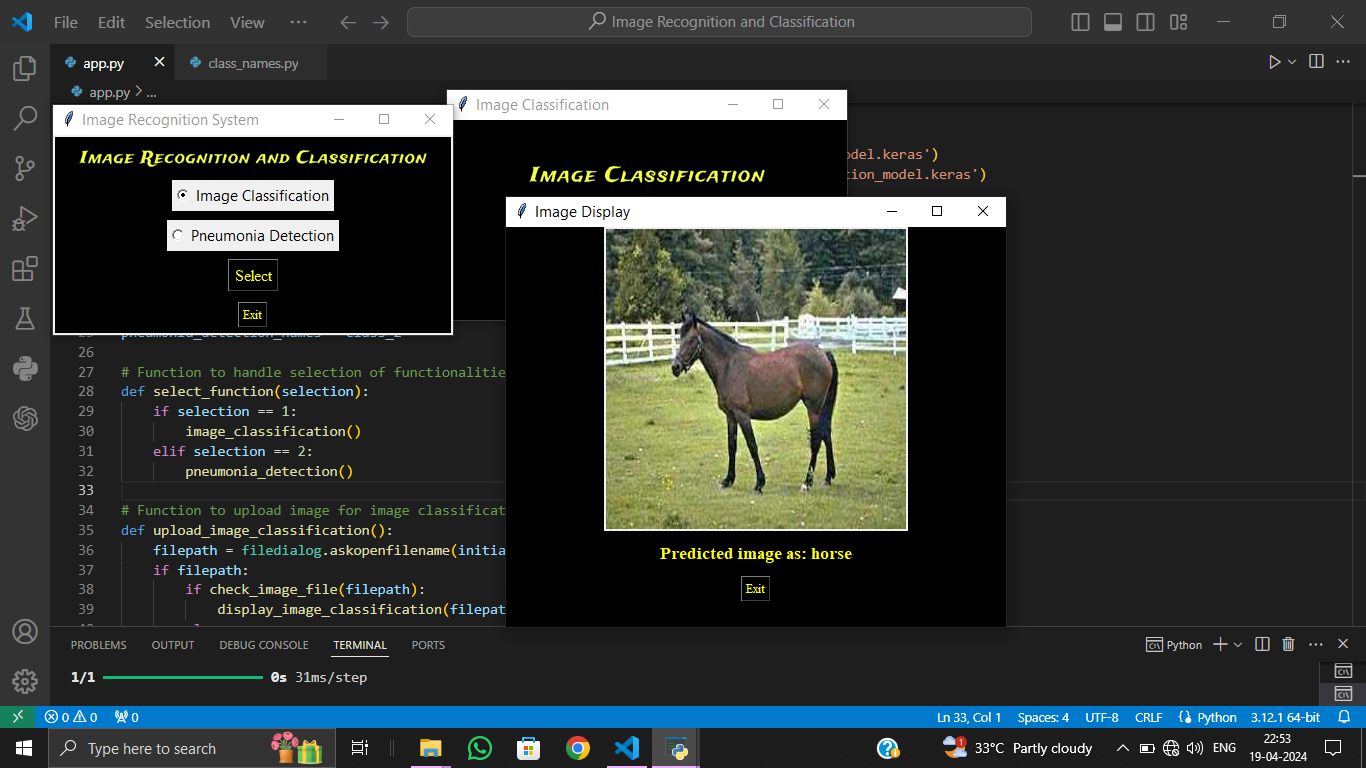 File Edit Selection View ··· Image Recognition and Classification
app.py class_names.py
app.py > ...
Image Recognition System
Image Recognition and Classification
Image Classification
Pneumonia Detection
Select
Exit
Image Classification
Image Classification
odel.keras')
tion_model.keras')
Image Display
Predicted image as: horse
Exit
26
27 # Function to handle selection of functionalitie
28 def select_function(selection):
29 if selection == 1:
30 image_classification()
31 elif selection == 2:
32 pneumonia_detection()
33
34 # Function to upload image for image classificat
35 def upload_image_classification():
36 filepath = filedialog.askopenfilename(initia
37 if filepath:
38 if check_image_file(filepath):
39 display_image_classification(filepat
PROBLEMS OUTPUT DEBUG CONSOLE TERMINAL PORTS Python
1/1 0s 31ms/step
0 0 0 Ln 33, Col 1 Spaces: 4 UTF-8 CRLF Python 3.12.1 64-bit
Type here to search 1 33°C Partly cloudy ENG 22:53
19-04-2024